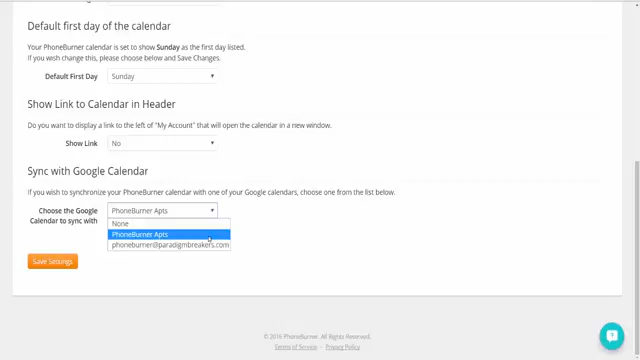 Default first day of the calendar
Your PhoneBurner calendar is set to show Sunday as the first day listed.
If you wish change this, please choose below and Save Changes.
Default First Day Sunday
Show Link to Calendar in Header
Do you want to display a link to the left of "My Account" that will open the calendar in a new window.
Show Link No
Sync with Google Calendar
If you wish to synchronize your PhoneBurner calendar with one of your Google calendars, choose one from the list below.
Choose the Google PhoneBurner Apts
Calendar to sync with
None
PhoneBurner Apts
phoneburner@paradigmbreakers.com
Save Settings
© 2016 PhoneBurner. All Rights Reserved.
Terms of Service - Privacy Policy